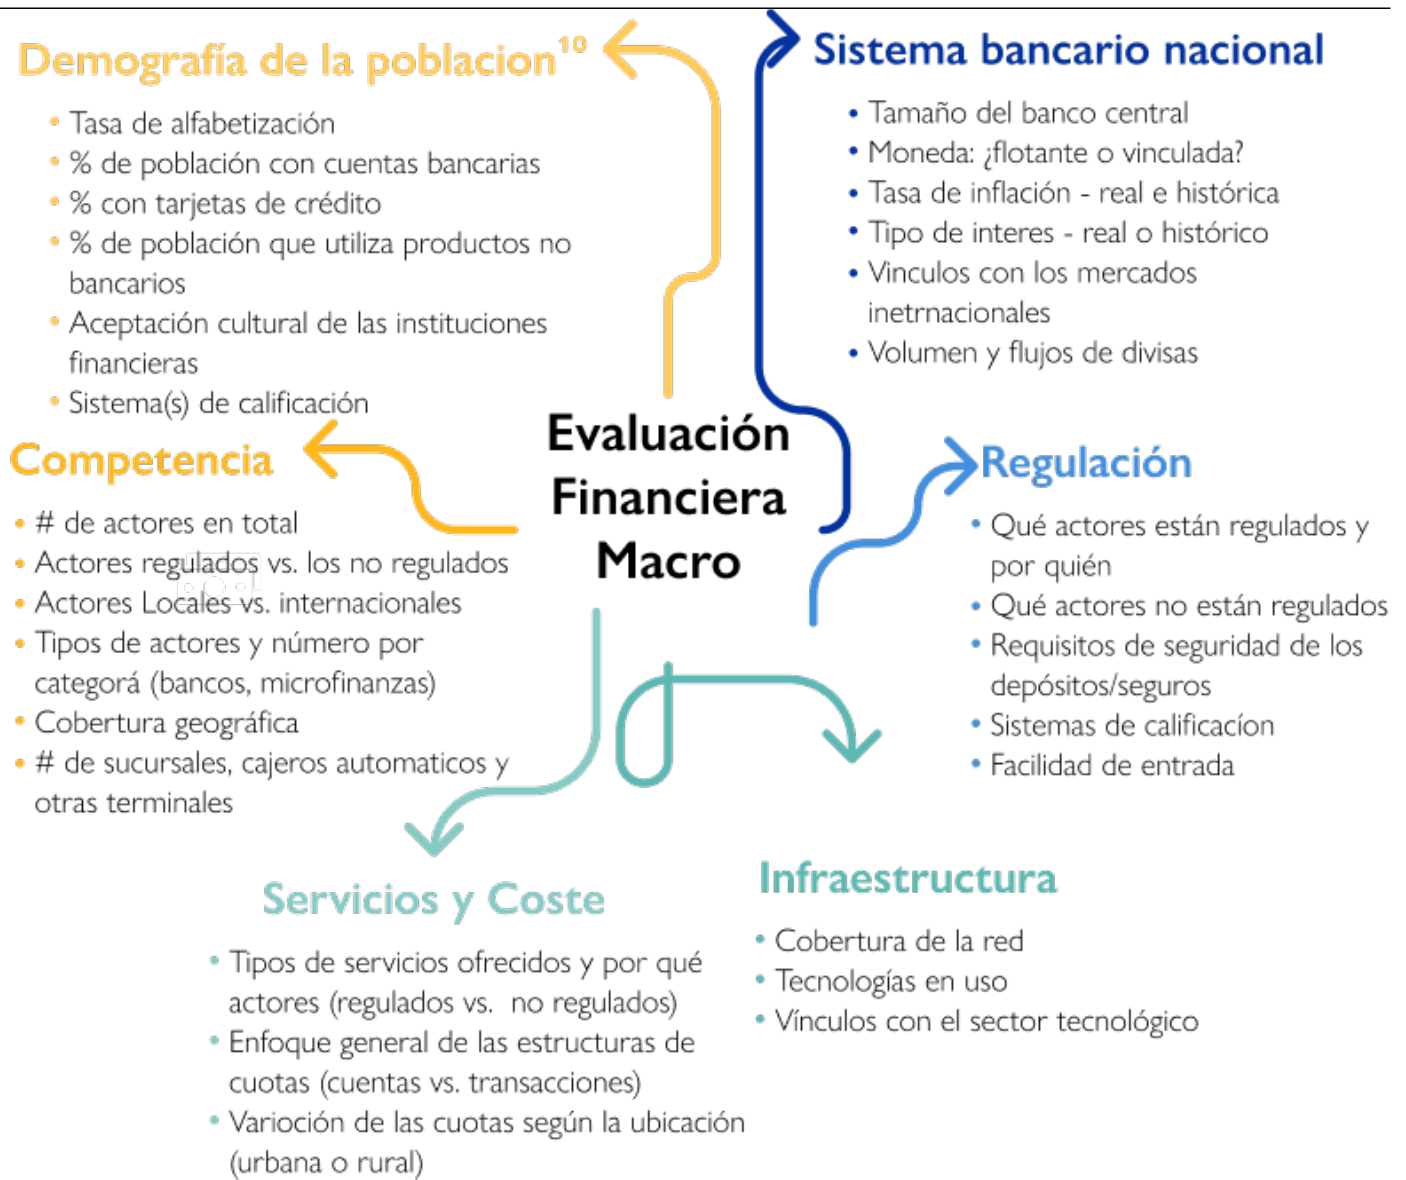 Demografía de la poblacion¹⁰
• Tasa de alfabetización
• % de población con cuentas bancarias
• % con tarjetas de crédito
• % de población que utiliza productos no
bancarios
• Aceptación cultural de las instituciones
financieras
• Sistema(s) de calificación
Sistema bancario nacional
• Tamaño del banco central
• Moneda: ¿flotante o vinculada?
• Tasa de inflación - real e histórica
• Tipo de interes - real o histórico
• Vinculos con los mercados
inetrnacionales
• Volumen y flujos de divisas
Evaluación
Financiera
Macro
Competencia
• # de actores en total
• Actores regulados vs. los no regulados
• Actores Locales vs. internacionales
• Tipos de actores y número por
categorá (bancos, microfinanzas)
• Cobertura geográfica
• # de sucursales, cajeros automaticos y
otras terminales
Regulación
• Qué actores están regulados y
por quién
• Qué actores no están regulados
• Requisitos de seguridad de los
depósitos/seguros
• Sistemas de calificacíon
• Facilidad de entrada
Servicios y Coste
• Tipos de servicios ofrecidos y por qué
actores (regulados vs. no regulados)
• Enfoque general de las estructuras de
cuotas (cuentas vs. transacciones)
• Varioción de las cuotas según la ubicación
(urbana o rural)
Infraestructura
• Cobertura de la red
• Tecnologías en uso
• Vínculos con el sector tecnológico